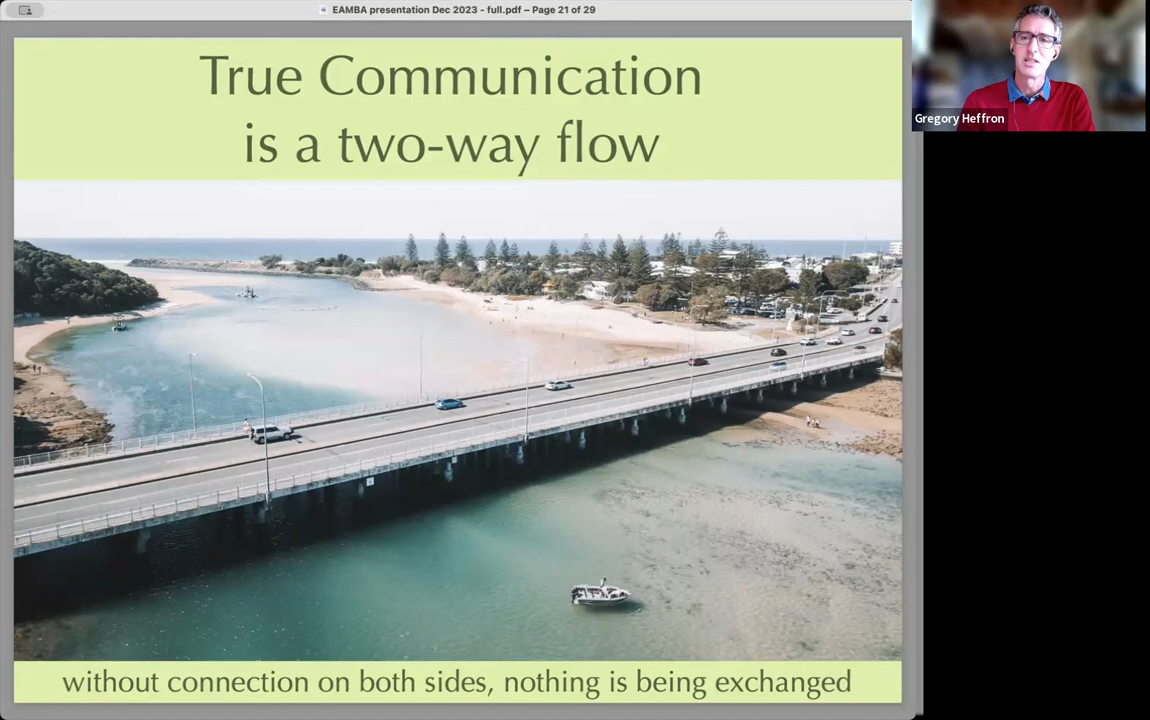 EAMBA presentation Dec 2023 - full.pdf – Page 21 of 29
True Communication
is a two-way flow
Gregory Heffron
without connection on both sides, nothing is being exchanged